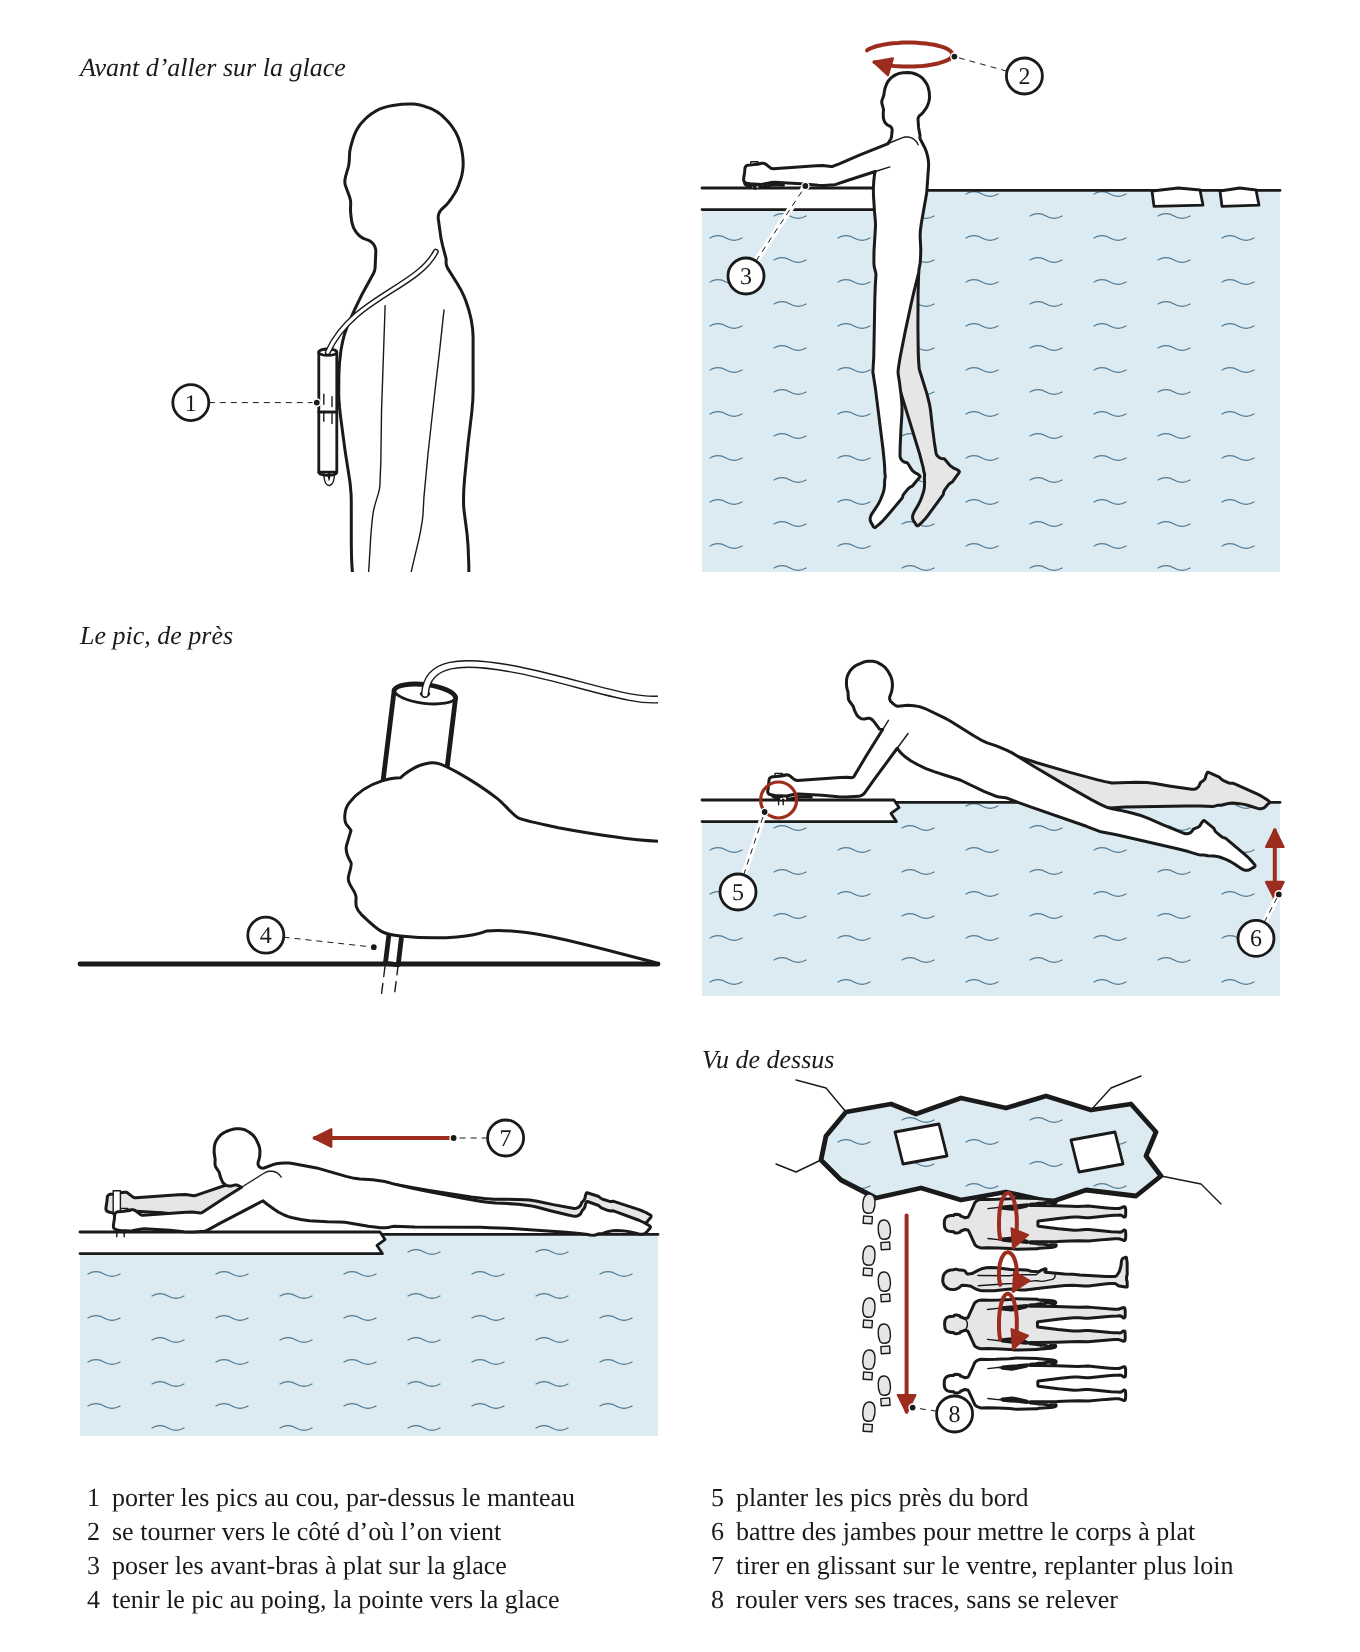 Avant d’aller sur la glace
2
3
1
Le pic, de près
4
5
6
7
Vu de dessus
8
1 porter les pics au cou, par-dessus le manteau
2 se tourner vers le côté d’où l’on vient
3 poser les avant-bras à plat sur la glace
4 tenir le pic au poing, la pointe vers la glace
5 planter les pics près du bord
6 battre des jambes pour mettre le corps à plat
7 tirer en glissant sur le ventre, replanter plus loin
8 rouler vers ses traces, sans se relever